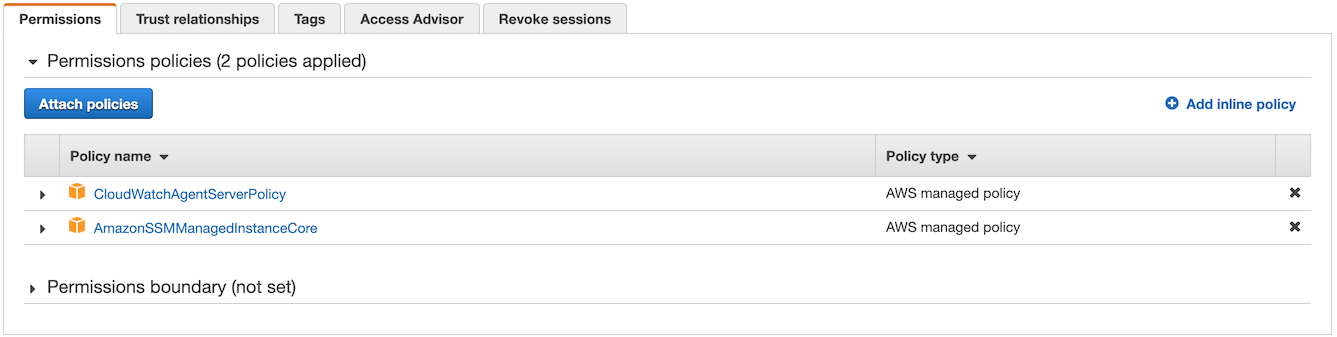 Permissions Trust relationships Tags Access Advisor Revoke sessions
Permissions policies (2 policies applied)
Attach policies Add inline policy
Policy name Policy type
CloudWatchAgentServerPolicy AWS managed policy
AmazonSSMManagedInstanceCore AWS managed policy
Permissions boundary (not set)